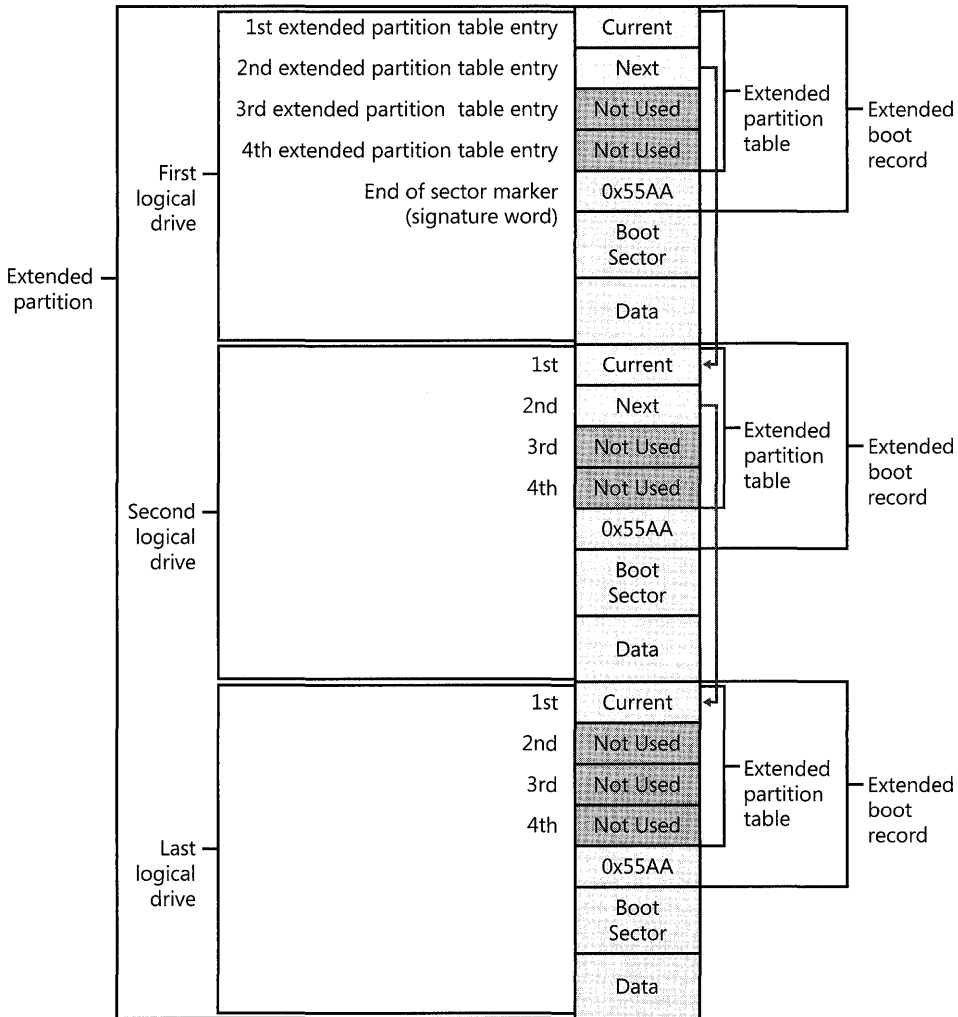 1st extended partition table entry
Current
2nd extended partition table entry
Next
3rd extended partition table entry
Not Used
4th extended partition table entry
Not Used
End of sector marker
(signature word)
0x55AA
Boot
Sector
Data
Extended
partition
table
Extended
boot
record
First
logical
drive
Extended
partition
1st
Current
2nd
Next
3rd
Not Used
4th
Not Used
0x55AA
Boot
Sector
Data
Extended
partition
table
Extended
boot
record
Second
logical
drive
1st
Current
2nd
Not Used
3rd
Not Used
4th
Not Used
0x55AA
Boot
Sector
Data
Extended
partition
table
Extended
boot
record
Last
logical
drive